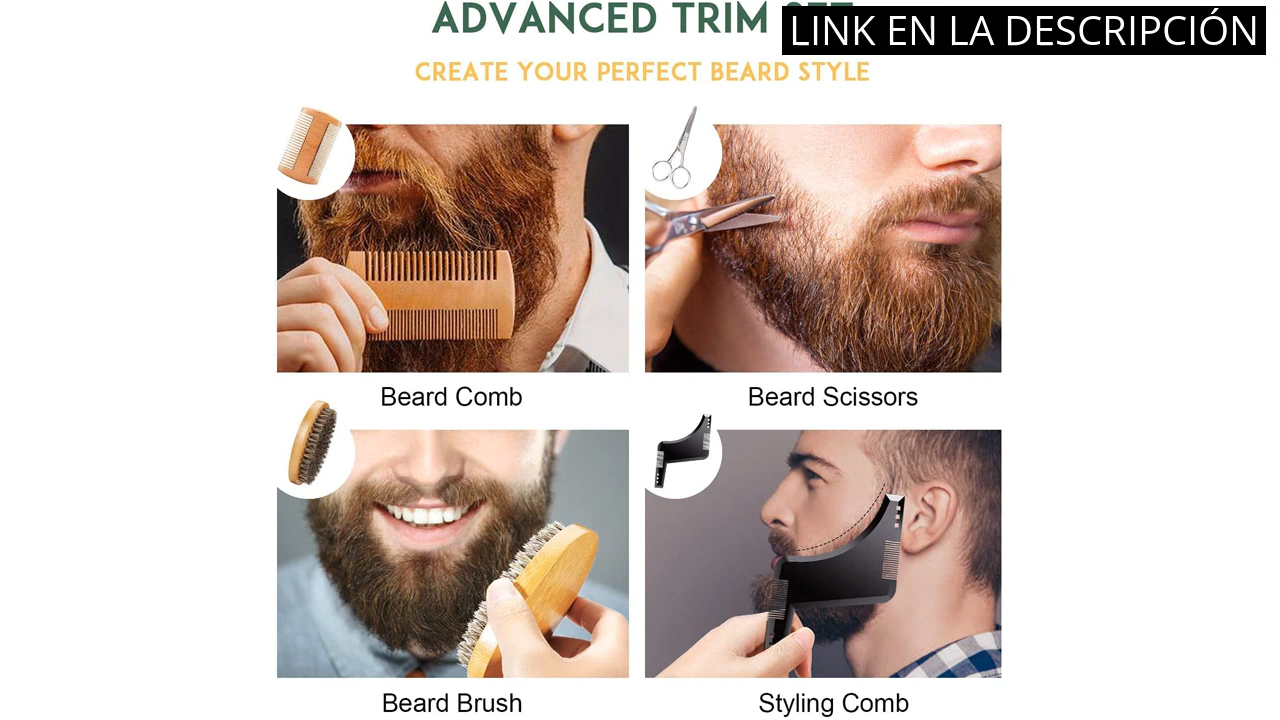 ADVANCED TRIM
LINK EN LA DESCRIPCIÓN
CREATE YOUR PERFECT BEARD STYLE
Beard Comb
Beard Scissors
Beard Brush
Styling Comb